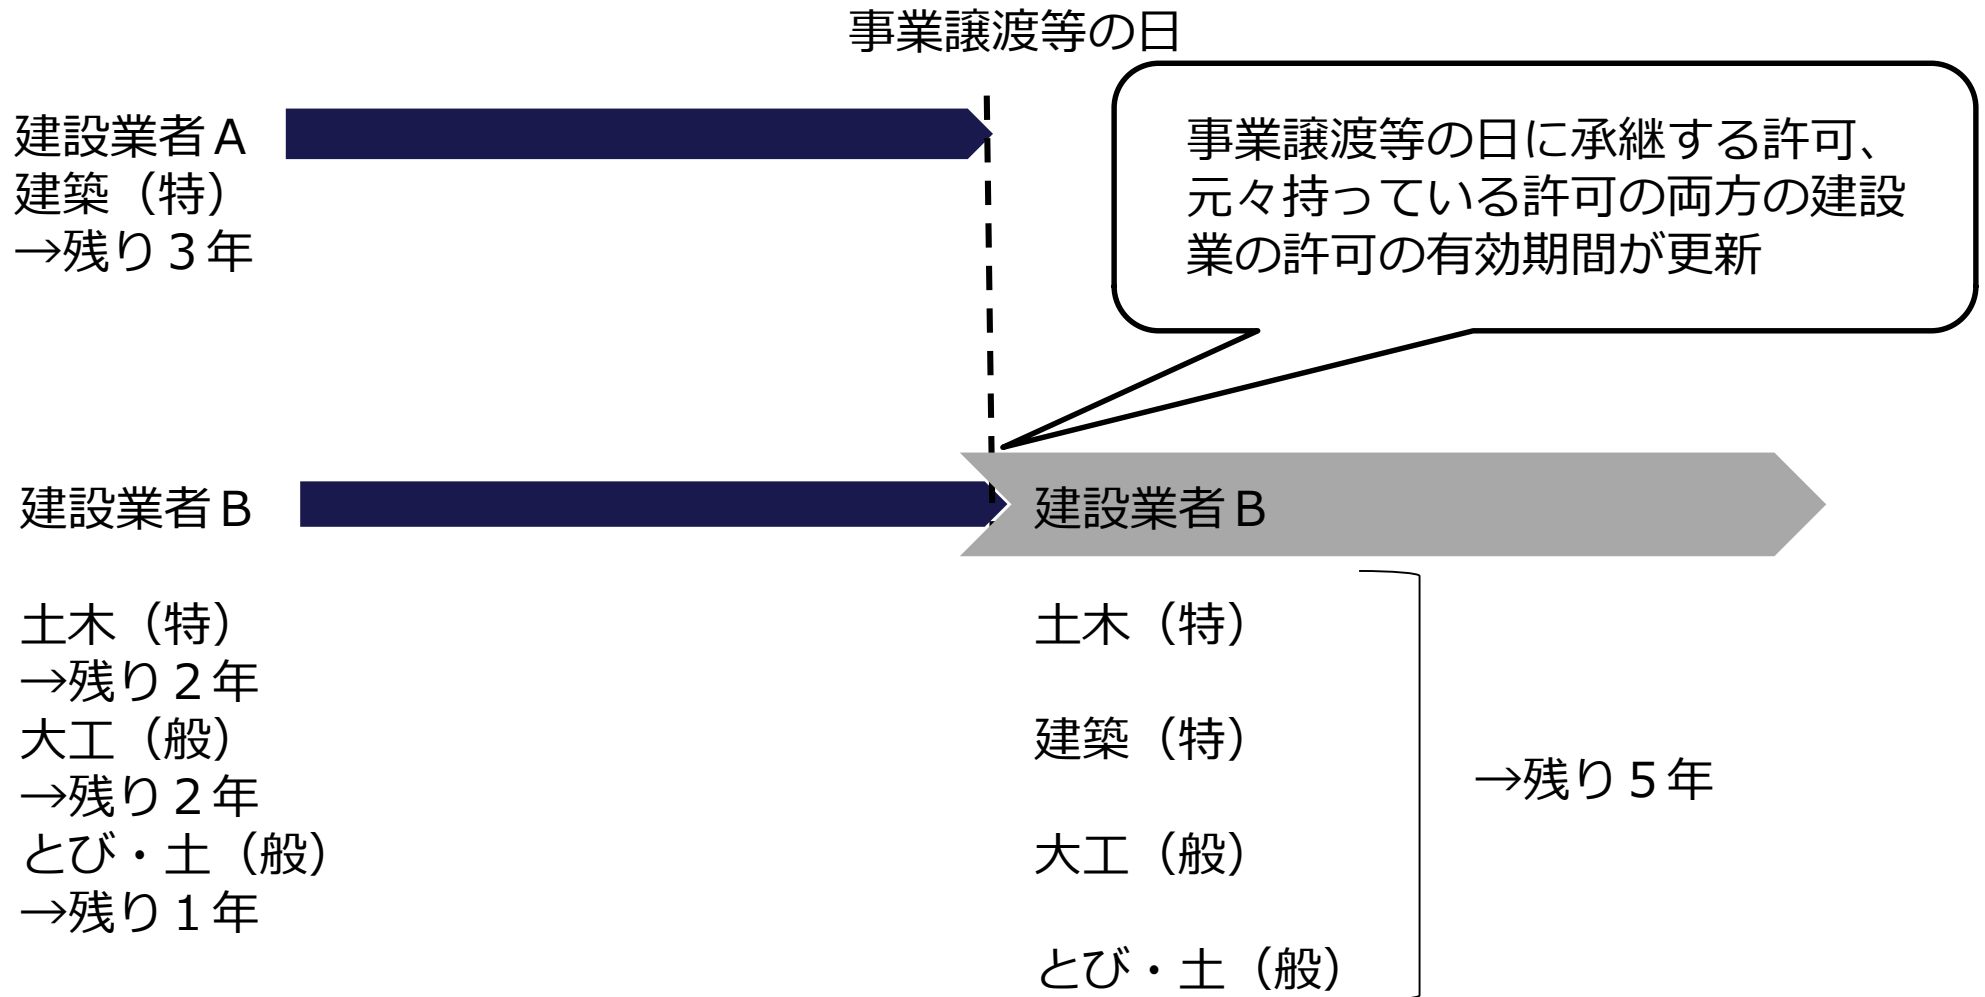 事業譲渡等の日
建設業者Ａ
建築（特）
→残り３年
事業譲渡等の日に承継する許可、
元々持っている許可の両方の建設
業の許可の有効期間が更新
建設業者Ｂ
土木（特）
→残り２年
大工（般）
→残り２年
とび・土（般）
→残り１年
建設業者Ｂ
土木（特）
建築（特）
大工（般）
とび・土（般）
→残り５年